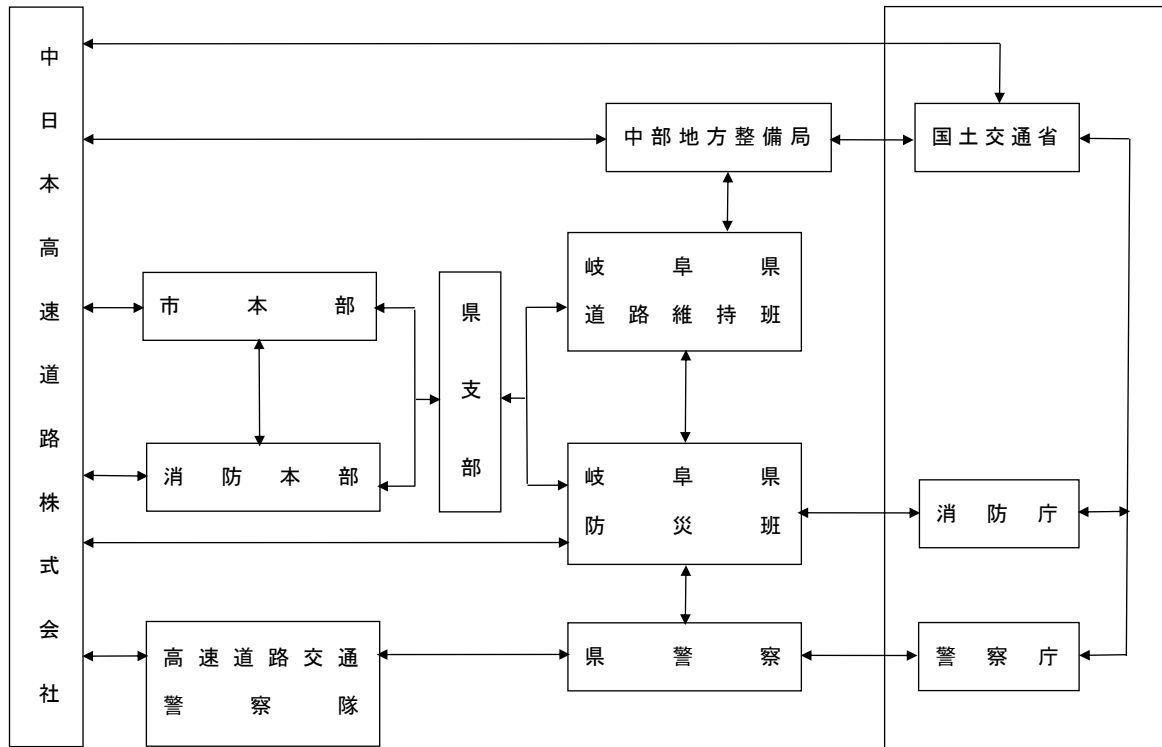 中日本高速道路株式会社
中部地方整備局
国土交通省
岐阜県
道路維持班
市本部
県支部
消防本部
岐阜県
防災班
消防庁
高速道路交通
警察隊
県警察
警察庁